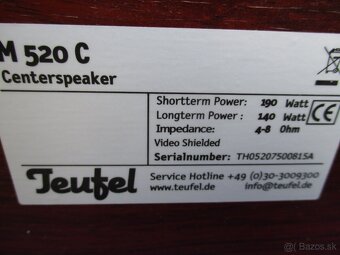 M 520 C
Centerspeaker
Shortterm Power: 190 Watt
Longterm Power: 140 Watt
Impedance: 4-8 Ohm
Video Shielded
Serialnumber: TH05207500815A
CE
Teufel
Service Hotline +49 (0)30-3009300
www.teufel.de info@teufel.de
© Bazos.sk